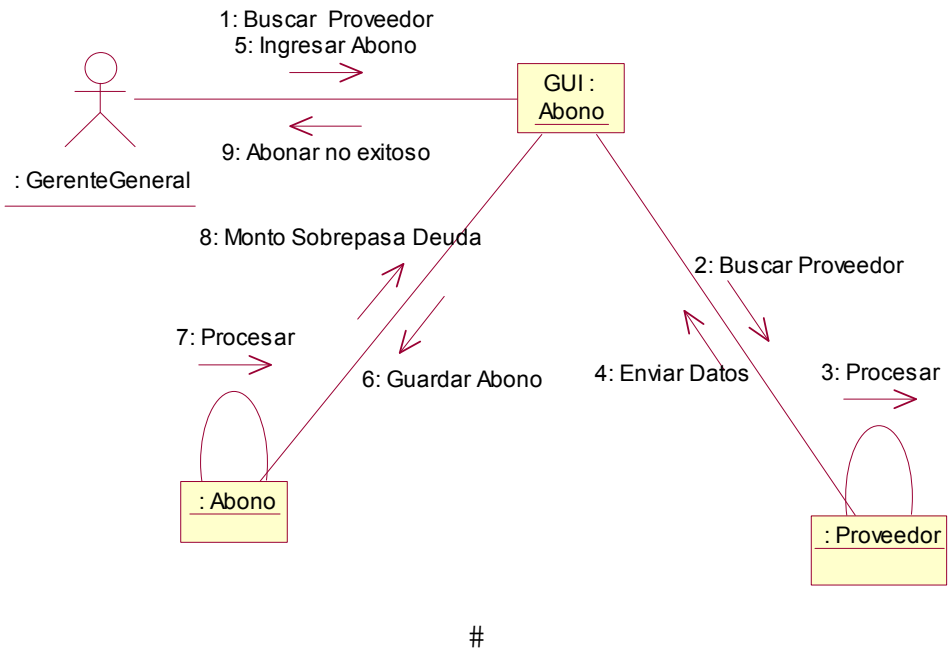 1: Buscar Proveedor
5: Ingresar Abono
GUI :
Abono
9: Abonar no exitoso
: GerenteGeneral
8: Monto Sobrepasa Deuda
2: Buscar Proveedor
7: Procesar
6: Guardar Abono
4: Enviar Datos
3: Procesar
: Abono
: Proveedor
#